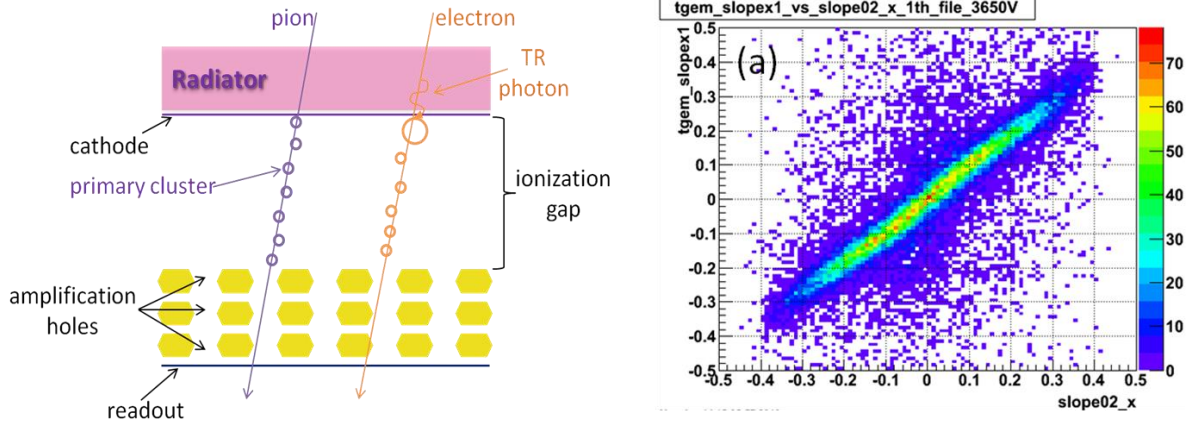 pion
electron
Radiator
TR
photon
cathode
primary cluster
ionization
gap
amplification
holes
readout
tgem_slopex1_vs_slope02_x_1th_file_3650V
(a)
tgem_slopex1
0.5
0.4
0.3
0.2
0.1
0
-0.1
-0.2
-0.3
-0.4
-0.5
-0.5 -0.4 -0.3 -0.2 -0.1 0 0.1 0.2 0.3 0.4 0.5
slope02_x
70
60
50
40
30
20
10
0